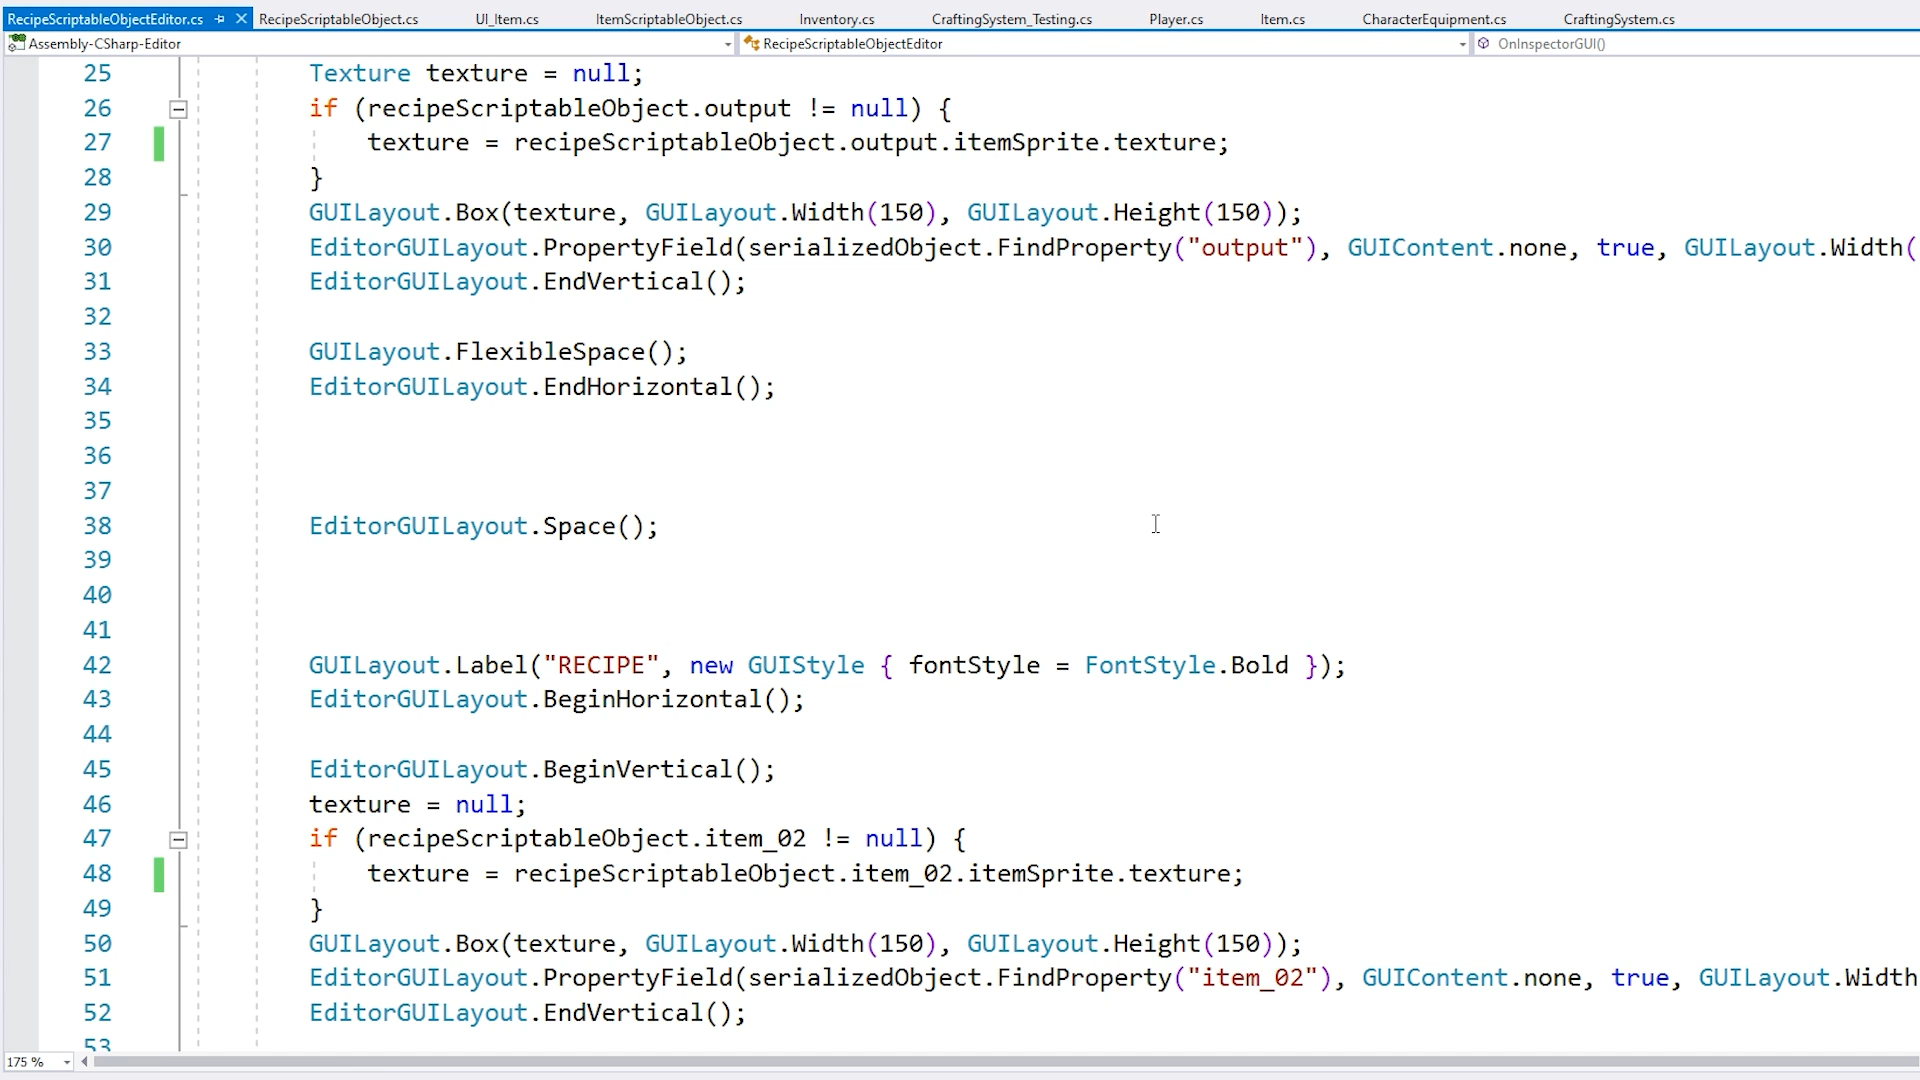 RecipeScriptableObjectEditor.cs RecipeScriptableObject.cs UI_Item.cs ItemScriptableObject.cs Inventory.cs CraftingSystem_Testing.cs Player.cs Item.cs CharacterEquipment.cs CraftingSystem.cs
Assembly-CSharp-Editor RecipeScriptableObjectEditor OnInspectorGUI()
25 Texture texture = null;
26 if (recipeScriptableObject.output != null) {
27 texture = recipeScriptableObject.output.itemSprite.texture;
28 }
29 GUILayout.Box(texture, GUILayout.Width(150), GUILayout.Height(150));
30 EditorGUILayout.PropertyField(serializedObject.FindProperty("output"), GUIContent.none, true, GUILayout.Width(
31 EditorGUILayout.EndVertical();
32
33 GUILayout.FlexibleSpace();
34 EditorGUILayout.EndHorizontal();
35
36
37
38 EditorGUILayout.Space();
39
40
41
42 GUILayout.Label("RECIPE", new GUIStyle { fontStyle = FontStyle.Bold });
43 EditorGUILayout.BeginHorizontal();
44
45 EditorGUILayout.BeginVertical();
46 texture = null;
47 if (recipeScriptableObject.item_02 != null) {
48 texture = recipeScriptableObject.item_02.itemSprite.texture;
49 }
50 GUILayout.Box(texture, GUILayout.Width(150), GUILayout.Height(150));
51 EditorGUILayout.PropertyField(serializedObject.FindProperty("item_02"), GUIContent.none, true, GUILayout.Width
52 EditorGUILayout.EndVertical();
53
175 %